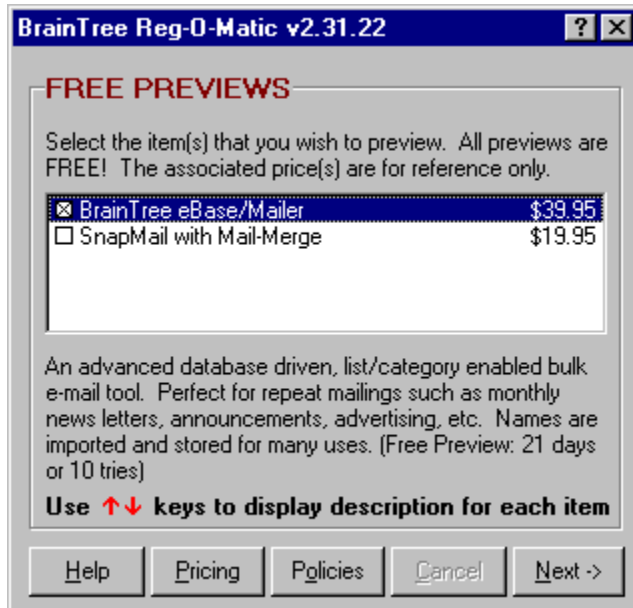 BrainTree Reg-O-Matic v2.31.22
FREE PREVIEWS
Select the item(s) that you wish to preview. All previews are
FREE! The associated price(s) are for reference only.
BrainTree eBase/Mailer $39.95
SnapMail with Mail-Merge $19.95
An advanced database driven, list/category enabled bulk
e-mail tool. Perfect for repeat mailings such as monthly
news letters, announcements, advertising, etc. Names are
imported and stored for many uses. (Free Preview: 21 days
or 10 tries)
Use ↑↓ keys to display description for each item
Help Pricing Policies Cancel Next ->